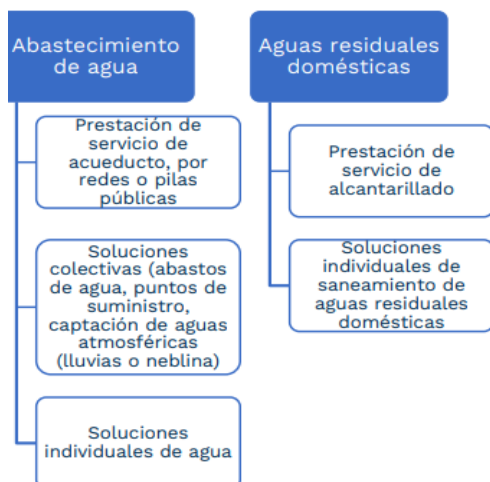 Abastecimiento
de agua
Prestación de
servicio de
acueducto, por
redes o pilas
públicas
Soluciones
colectivas (abastos
de agua, puntos de
suministro,
captación de aguas
atmosféricas
(lluvias o neblina)
Soluciones
individuales de agua
Aguas residuales
domésticas
Prestación de
servicio de
alcantarillado
Soluciones
individuales de
saneamiento de
aguas residuales
domésticas